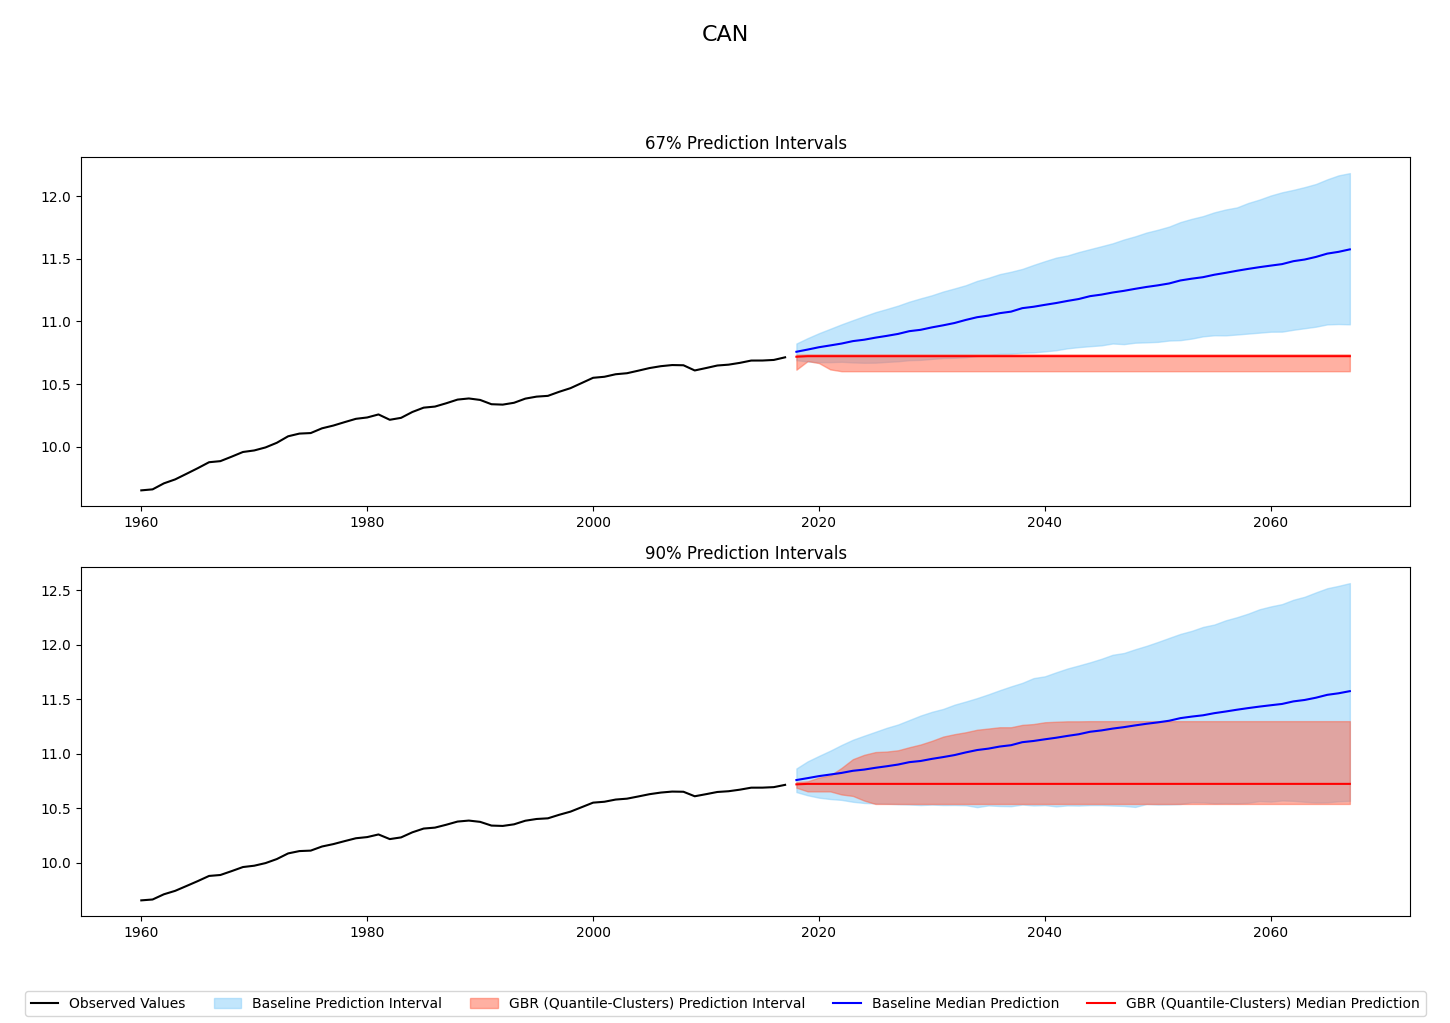 CAN
67% Prediction Intervals
12.0
11.5
11.0
10.5
10.0
1960 1980 2000 2020 2040 2060
90% Prediction Intervals
12.5
12.0
11.5
11.0
10.5
10.0
1960 1980 2000 2020 2040 2060
Observed Values Baseline Prediction Interval GBR (Quantile-Clusters) Prediction Interval Baseline Median Prediction GBR (Quantile-Clusters) Median Prediction